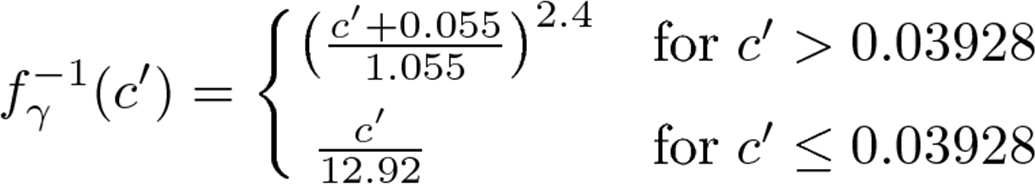 f_γ^{-1}(c′) = { ((c′+0.055)/1.055)^{2.4} for c′ > 0.03928
c′/12.92 for c′ ≤ 0.03928